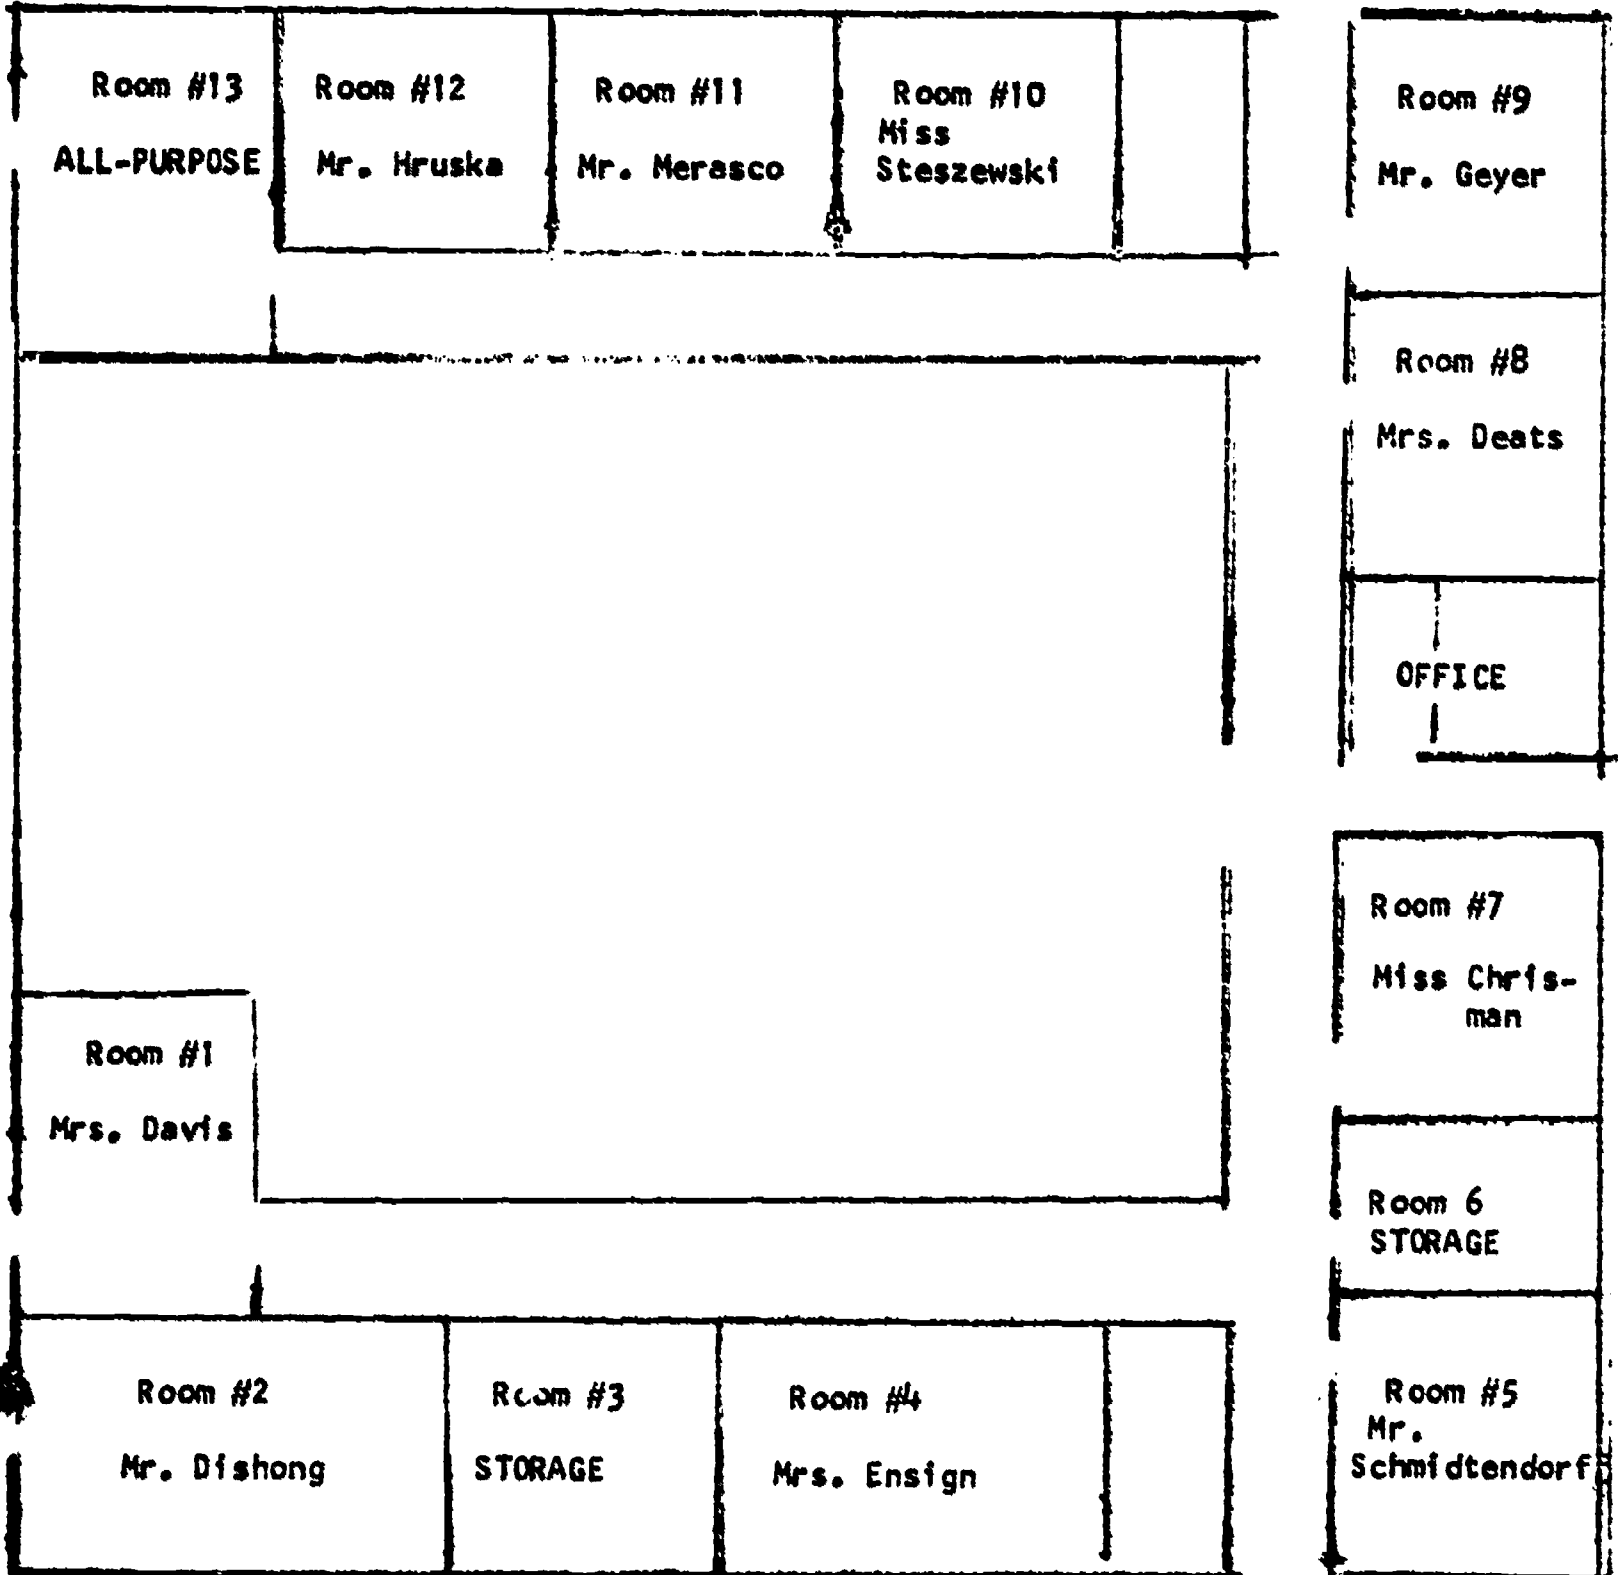 Room #13
ALL-PURPOSE
Room #12
Mr. Hruska
Room #11
Mr. Merasco
Room #10
Miss
Steszewski
Room #9
Mr. Geyer
Room #8
Mrs. Deats
OFFICE
Room #7
Miss Chris-
man
Room #1
Mrs. Davis
Room 6
STORAGE
Room #2
Mr. Dishong
Room #3
STORAGE
Room #4
Mrs. Ensign
Room #5
Mr.
Schmidtendorf